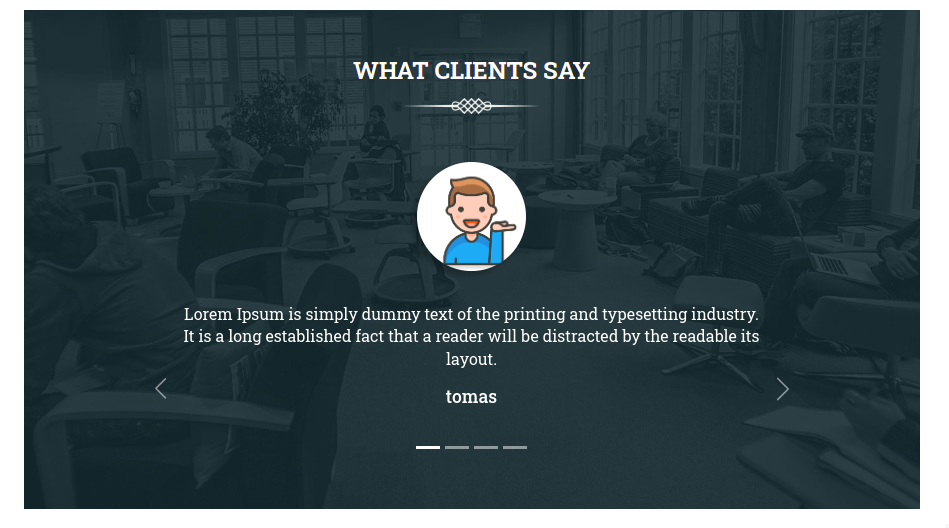 WHAT CLIENTS SAY
Lorem Ipsum is simply dummy text of the printing and typesetting industry.
It is a long established fact that a reader will be distracted by the readable its
layout.
tomas